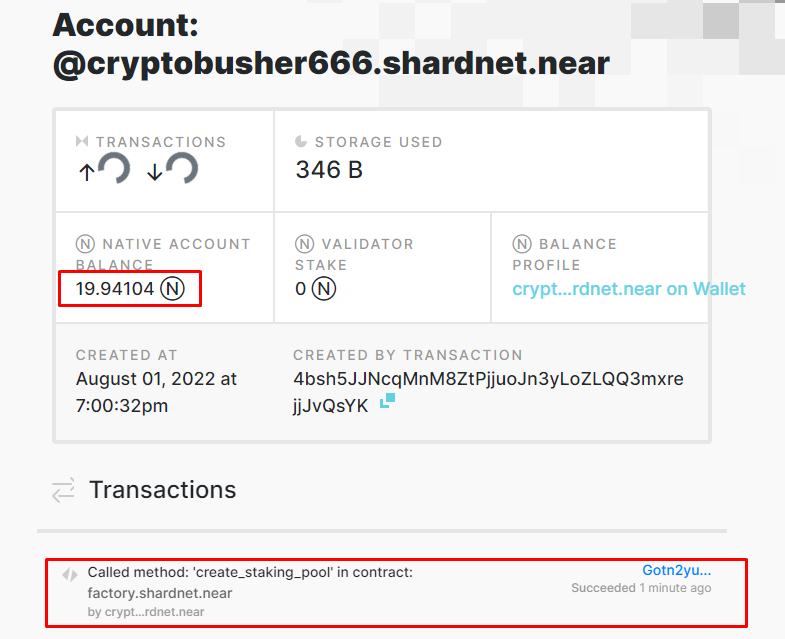 Account:
@cryptobusher666.shardnet.near
TRANSACTIONS
↑ ↓
STORAGE USED
346 B
NATIVE ACCOUNT
BALANCE
19.94104 Ⓝ
VALIDATOR
STAKE
0 Ⓝ
BALANCE
PROFILE
crypt...rdnet.near on Wallet
CREATED AT
August 01, 2022 at
7:00:32pm
CREATED BY TRANSACTION
4bsh5JJNcqMnM8ZtPjjuoJn3yLoZLQQ3mxre
jjJvQsYK
Transactions
Called method: 'create_staking_pool' in contract:
factory.shardnet.near
by crypt...rdnet.near
Gotn2yu...
Succeeded 1 minute ago